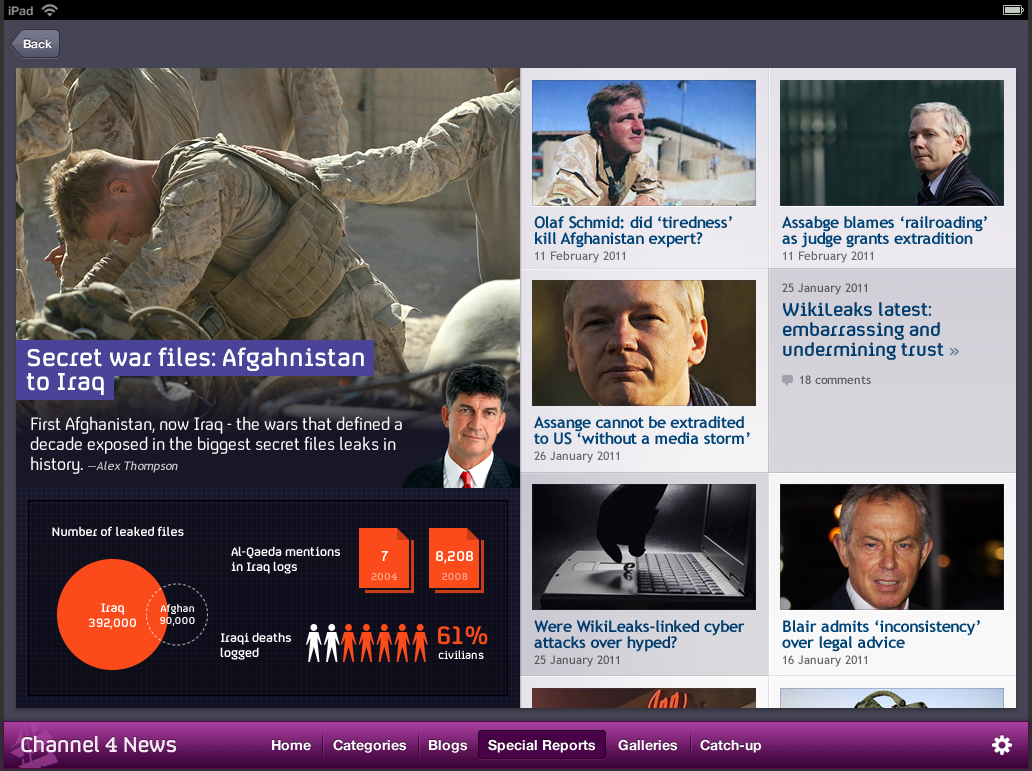 iPad
Back
Secret war files: Afgahnistan
to Iraq
First Afghanistan, now Iraq - the wars that defined a
decade exposed in the biggest secret files leaks in
history. —Alex Thompson
Number of leaked files
Iraq
392,000
Afghan
90,000
Al-Qaeda mentions
in Iraq logs
7
2004
8,208
2008
Iraqi deaths
logged
61%
civilians
Olaf Schmid: did ‘tiredness’
kill Afghanistan expert?
11 February 2011
Assabge blames ‘railroading’
as judge grants extradition
11 February 2011
Assange cannot be extradited
to US ‘without a media storm’
26 January 2011
25 January 2011
WikiLeaks latest:
embarrassing and
undermining trust »
18 comments
Were WikiLeaks-linked cyber
attacks over hyped?
25 January 2011
Blair admits ‘inconsistency’
over legal advice
16 January 2011
Channel 4 News
Home
Categories
Blogs
Special Reports
Galleries
Catch-up